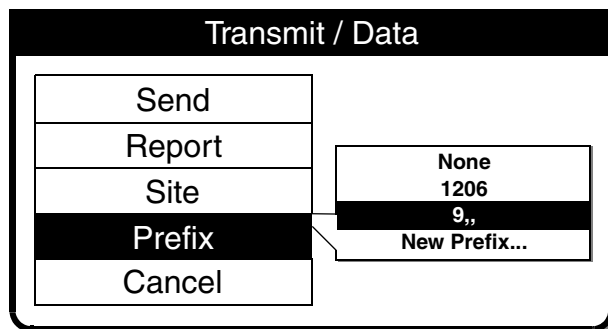 Transmit / Data
Send
Report
Site
Prefix
Cancel
None
1206
9,,
New Prefix...